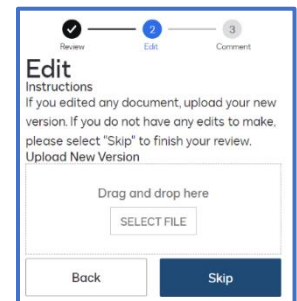 2 3
Review Edit Comment
Edit
Instructions
If you edited any document, upload your new
version. If you do not have any edits to make,
please select "Skip" to finish your review.
Upload New Version
Drag and drop here
SELECT FILE
Back Skip